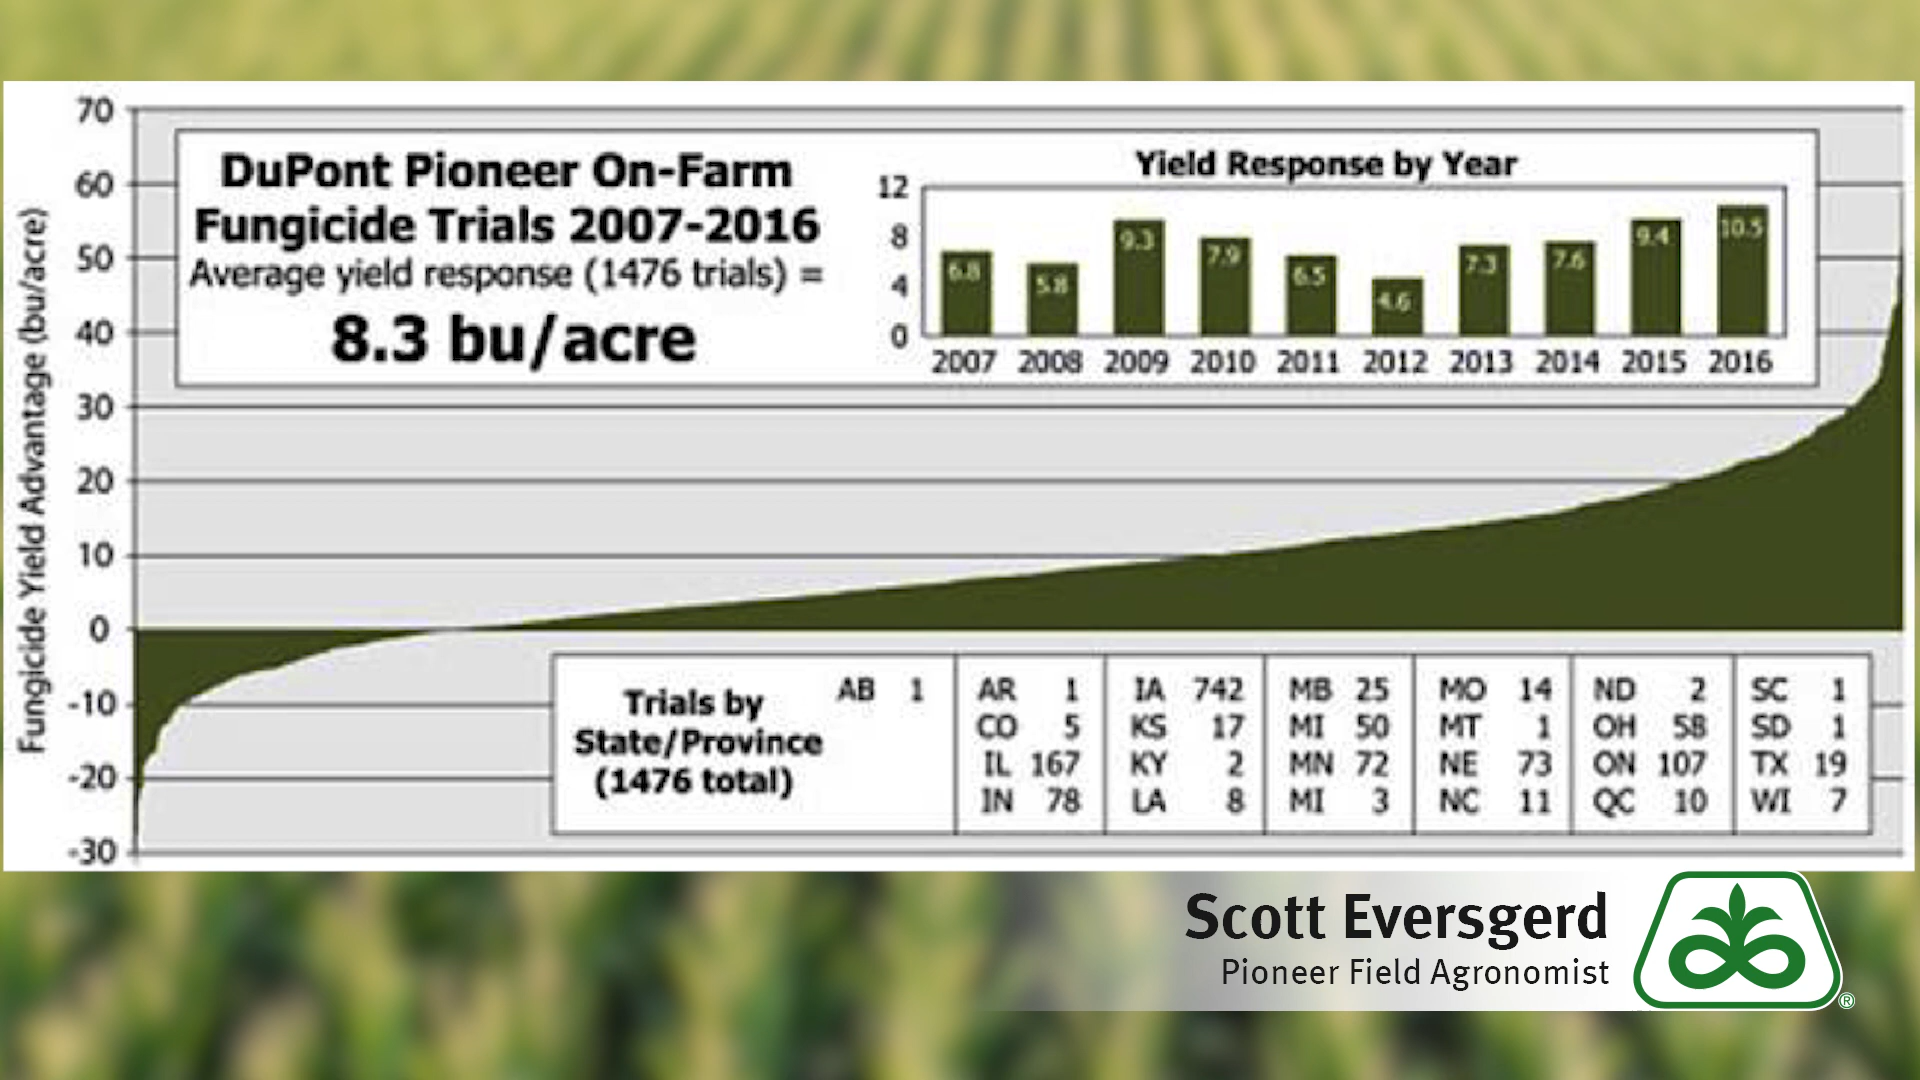 70
60
50
40
30
20
10
0
-10
-20
-30
Fungicide Yield Advantage (bu/acre)
DuPont Pioneer On-Farm
Fungicide Trials 2007-2016
Average yield response (1476 trials) =
8.3 bu/acre
Yield Response by Year
12
8
4
0
6.8 5.8 9.3 7.9 6.5 4.6 7.3 7.6 9.4 10.5
2007 2008 2009 2010 2011 2012 2013 2014 2015 2016
Trials by
State/Province
(1476 total)
AB 1 AR 1 IA 742 MB 25 MO 14 ND 2 SC 1
CO 5 KS 17 MI 50 MT 1 OH 58 SD 1
IL 167 KY 2 MN 72 NE 73 ON 107 TX 19
IN 78 LA 8 MI 3 NC 11 QC 10 WI 7
Scott Eversgerd
Pioneer Field Agronomist
®